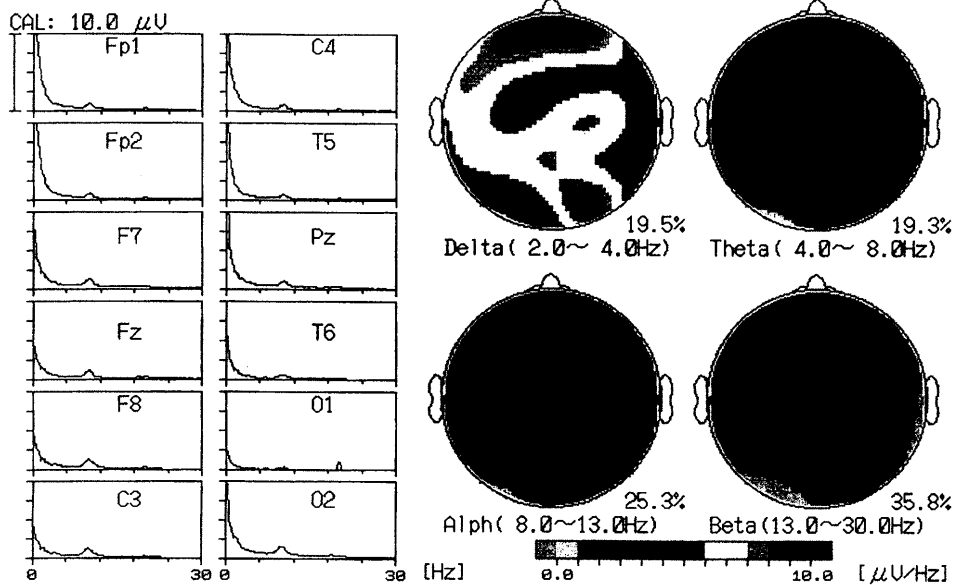 CAL: 10.0 μV
Fp1
C4
Fp2
T5
F7
Pz
Fz
T6
F8
O1
C3
O2
0 30 0 30 [Hz]
19.5%
Delta( 2.0~ 4.0Hz)
19.3%
Theta( 4.0~ 8.0Hz)
25.3%
Alph( 8.0~13.0Hz)
35.8%
Beta(13.0~30.0Hz)
0.0 10.0 [μV/Hz]